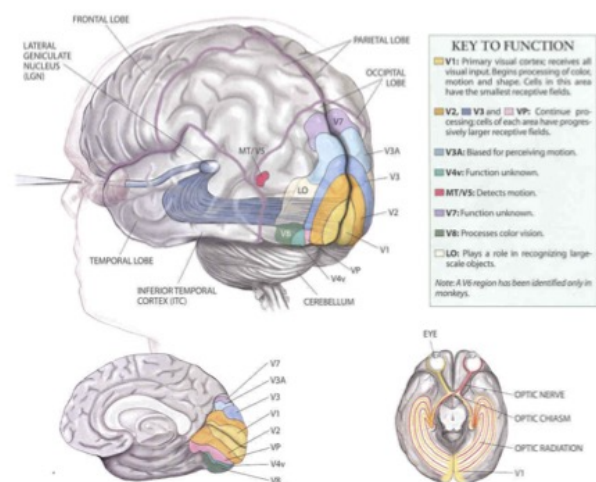 FRONTAL LOBE
LATERAL
GENICULATE
NUCLEUS (LGN)
PARIETAL LOBE
OCCIPITAL
LOBES
V7
MT/V5
V3A
LO
V3
V2
V8
V1
VP
V4v
TEMPORAL LOBE
INFERIOR TEMPORAL
CORTEX (ITC)
CEREBELLUM
KEY TO FUNCTION
V1: Primary visual cortex; receives all
visual input. Begins processing of color,
motion and shape. Cells in this area
have the smallest receptive fields.
V2, V3 and VP: Continue pro-
cessing; cells of each area have progres-
sively larger receptive fields.
V3A: Biased for perceiving motion.
V4v: Function unknown.
MT/V5: Detects motion.
V7: Function unknown.
V8: Processes color vision.
LO: Plays a role in recognizing large-
scale objects.
Note: A V6 region has been identified only in
monkeys.
V7
V3A
V3
V1
V2
VP
V4v
V8
EYE
OPTIC NERVE
OPTIC CHIASM
OPTIC RADIATION
V1